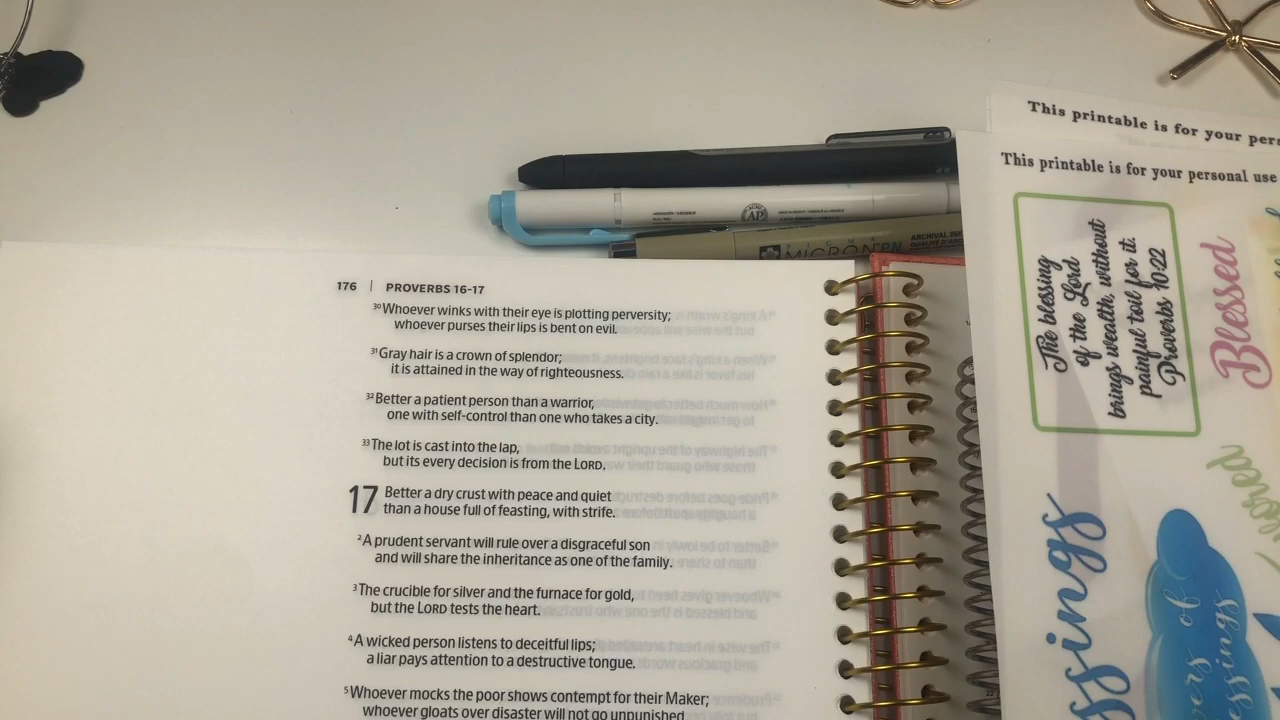 176 | PROVERBS 16-17
30Whoever winks with their eye is plotting perversity;
whoever purses their lips is bent on evil.
31Gray hair is a crown of splendor;
it is attained in the way of righteousness.
32Better a patient person than a warrior,
one with self-control than one who takes a city.
33The lot is cast into the lap,
but its every decision is from the LORD.
17 Better a dry crust with peace and quiet
than a house full of feasting, with strife.
2A prudent servant will rule over a disgraceful son
and will share the inheritance as one of the family.
3The crucible for silver and the furnace for gold,
but the LORD tests the heart.
4A wicked person listens to deceitful lips;
a liar pays attention to a destructive tongue.
5Whoever mocks the poor shows contempt for their Maker;
whoever gloats over disaster will not go unpunished
AP
PIGMA
MICRON PN
ARCHIVAL INK
This printable is for your pers
This printable is for your personal use
The blessing
of the Lord
brings wealth, without
painful toil for it.
Proverbs 10:22
Blessed
ssings